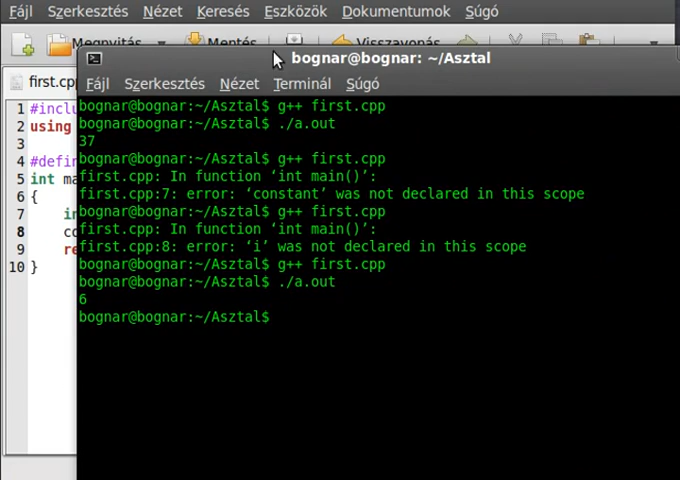 Fájl Szerkesztés Nézet Keresés Eszközök Dokumentumok Súgó
Megnyitás Mentés Visszavonás
bognar@bognar: ~/Asztal
Fájl Szerkesztés Nézet Terminál Súgó
first.cp
1 #inclu
2 using
3
4 #defin
5 int ma
6 {
7 in
8 co
9 re
10 }
bognar@bognar:~/Asztal$ g++ first.cpp
bognar@bognar:~/Asztal$ ./a.out
37
bognar@bognar:~/Asztal$ g++ first.cpp
first.cpp: In function ‘int main()’:
first.cpp:7: error: ‘constant’ was not declared in this scope
bognar@bognar:~/Asztal$ g++ first.cpp
first.cpp: In function ‘int main()’:
first.cpp:8: error: ‘i’ was not declared in this scope
bognar@bognar:~/Asztal$ g++ first.cpp
bognar@bognar:~/Asztal$ ./a.out
6
bognar@bognar:~/Asztal$